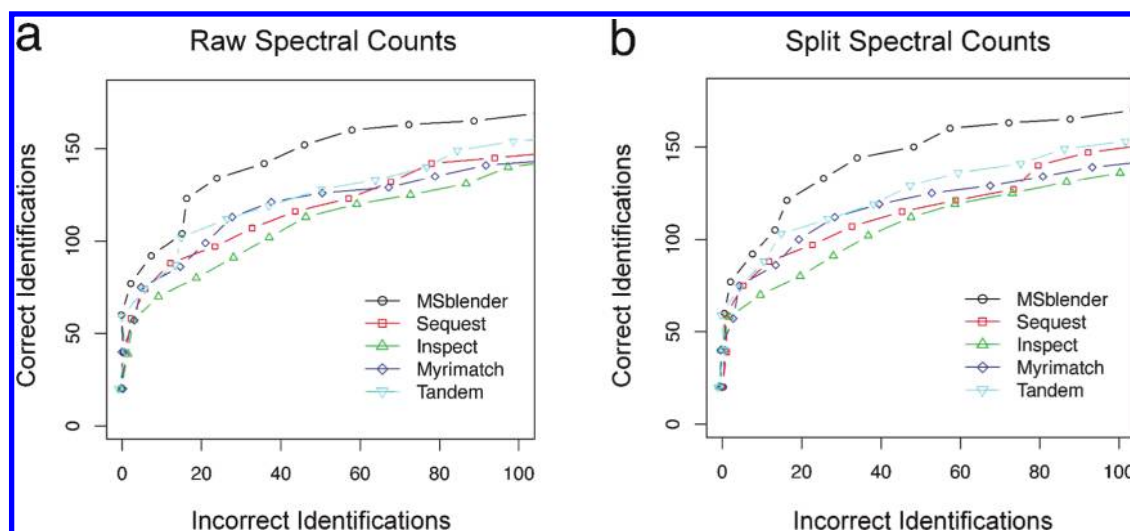 a
Raw Spectral Counts
Correct Identifications
150
100
50
0
MSblender
Sequest
Inspect
Myrimatch
Tandem
0 20 40 60 80 100
Incorrect Identifications
b
Split Spectral Counts
Correct Identifications
150
100
50
0
MSblender
Sequest
Inspect
Myrimatch
Tandem
0 20 40 60 80 100
Incorrect Identifications